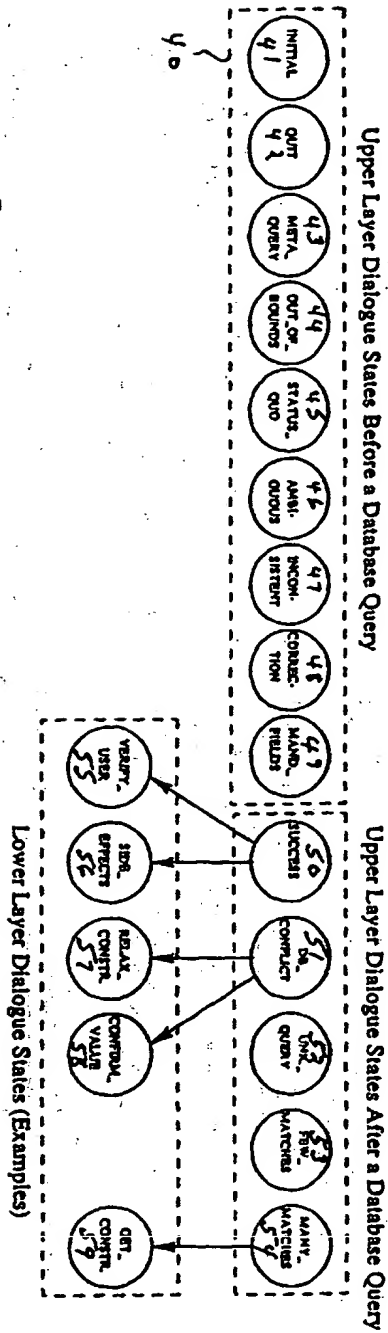 Upper Layer Dialogue States Before a Database Query
Upper Layer Dialogue States After a Database Query
40
INITIAL
41
QUIT
42
43
META_
QUERY
44
OUT_OF_
BOUNDS
45
STATUS_
QUO
46
AMBI-
GUOUS
47
INCON-
SISTENT
48
CORREC-
TION
49
MAND_
FIELDS
50
SUCCESS
51
DB_
CONFLICT
52
UNK_
QUERY
53
FEW_
MATCHES
MANY_
MATCHES
54
VERIFY_
USER
55
SIDE_
EFFECTS
56
RELAX_
CONSTR.
57
CONFIRM_
VALUE
58
GET_
CONSTR.
59
Lower Layer Dialogue States (Examples)